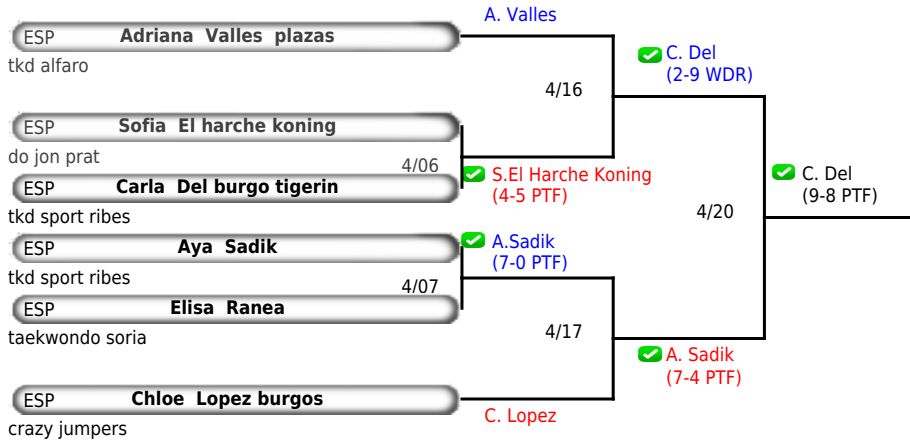 A. Valles
ESP Adriana Valles plazas
tkd alfaro
C. Del
(2-9 WDR)
4/16
ESP Sofia El harche koning
do jon prat
4/06
S.El Harche Koning
(4-5 PTF)
ESP Carla Del burgo tigerin
tkd sport ribes
C. Del
(9-8 PTF)
4/20
ESP Aya Sadik
A.Sadik
(7-0 PTF)
tkd sport ribes
4/07
ESP Elisa Ranea
taekwondo soria
4/17
A. Sadik
(7-4 PTF)
ESP Chloe Lopez burgos
C. Lopez
crazy jumpers